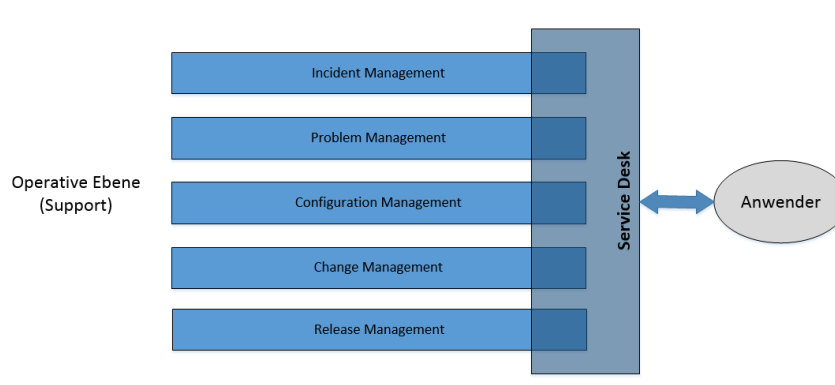 Incident Management
Problem Management
Operative Ebene
(Support)
Configuration Management
Change Management
Release Management
Service Desk
Anwender